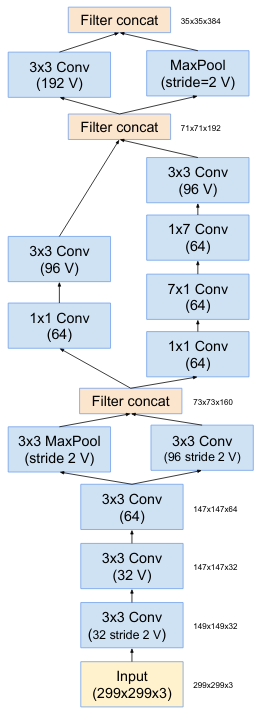 Filter concat
35x35x384
3x3 Conv
(192 V)
MaxPool
(stride=2 V)
Filter concat
71x71x192
3x3 Conv
(96 V)
1x7 Conv
(64)
3x3 Conv
(96 V)
7x1 Conv
(64)
1x1 Conv
(64)
1x1 Conv
(64)
Filter concat
73x73x160
3x3 MaxPool
(stride 2 V)
3x3 Conv
(96 stride 2 V)
3x3 Conv
(64)
147x147x64
3x3 Conv
(32 V)
147x147x32
3x3 Conv
(32 stride 2 V)
149x149x32
Input
(299x299x3)
299x299x3